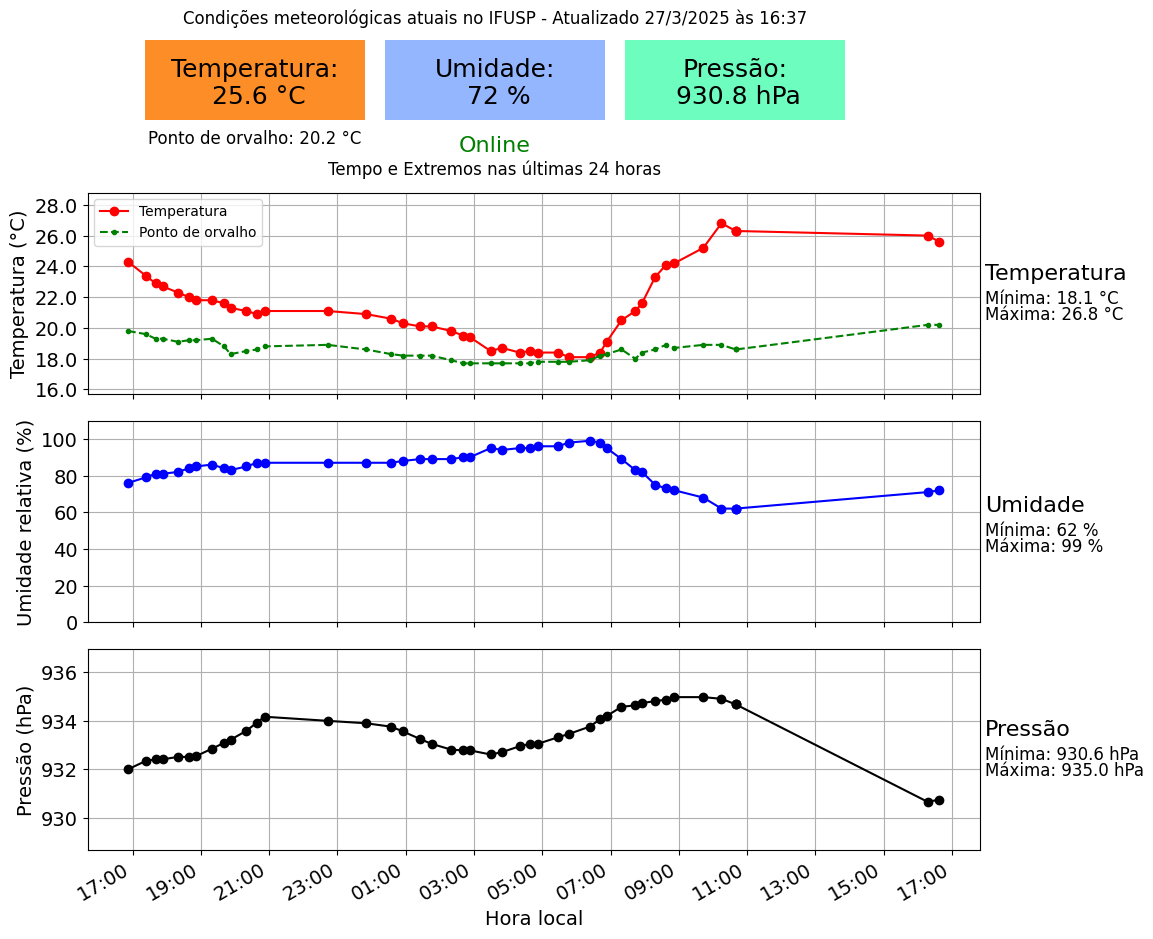 Condições meteorológicas atuais no IFUSP - Atualizado 27/3/2025 às 16:37
Temperatura:
25.6 °C
Umidade:
72 %
Pressão:
930.8 hPa
Ponto de orvalho: 20.2 °C
Online
Tempo e Extremos nas últimas 24 horas
Temperatura (°C)
28.0
26.0
24.0
22.0
20.0
18.0
16.0
Temperatura
Ponto de orvalho
Temperatura
Mínima: 18.1 °C
Máxima: 26.8 °C
Umidade relativa (%)
100
80
60
40
20
0
Umidade
Mínima: 62 %
Máxima: 99 %
Pressão (hPa)
936
934
932
930
Pressão
Mínima: 930.6 hPa
Máxima: 935.0 hPa
17:00
19:00
21:00
23:00
01:00
03:00
05:00
07:00
09:00
11:00
13:00
15:00
17:00
Hora local